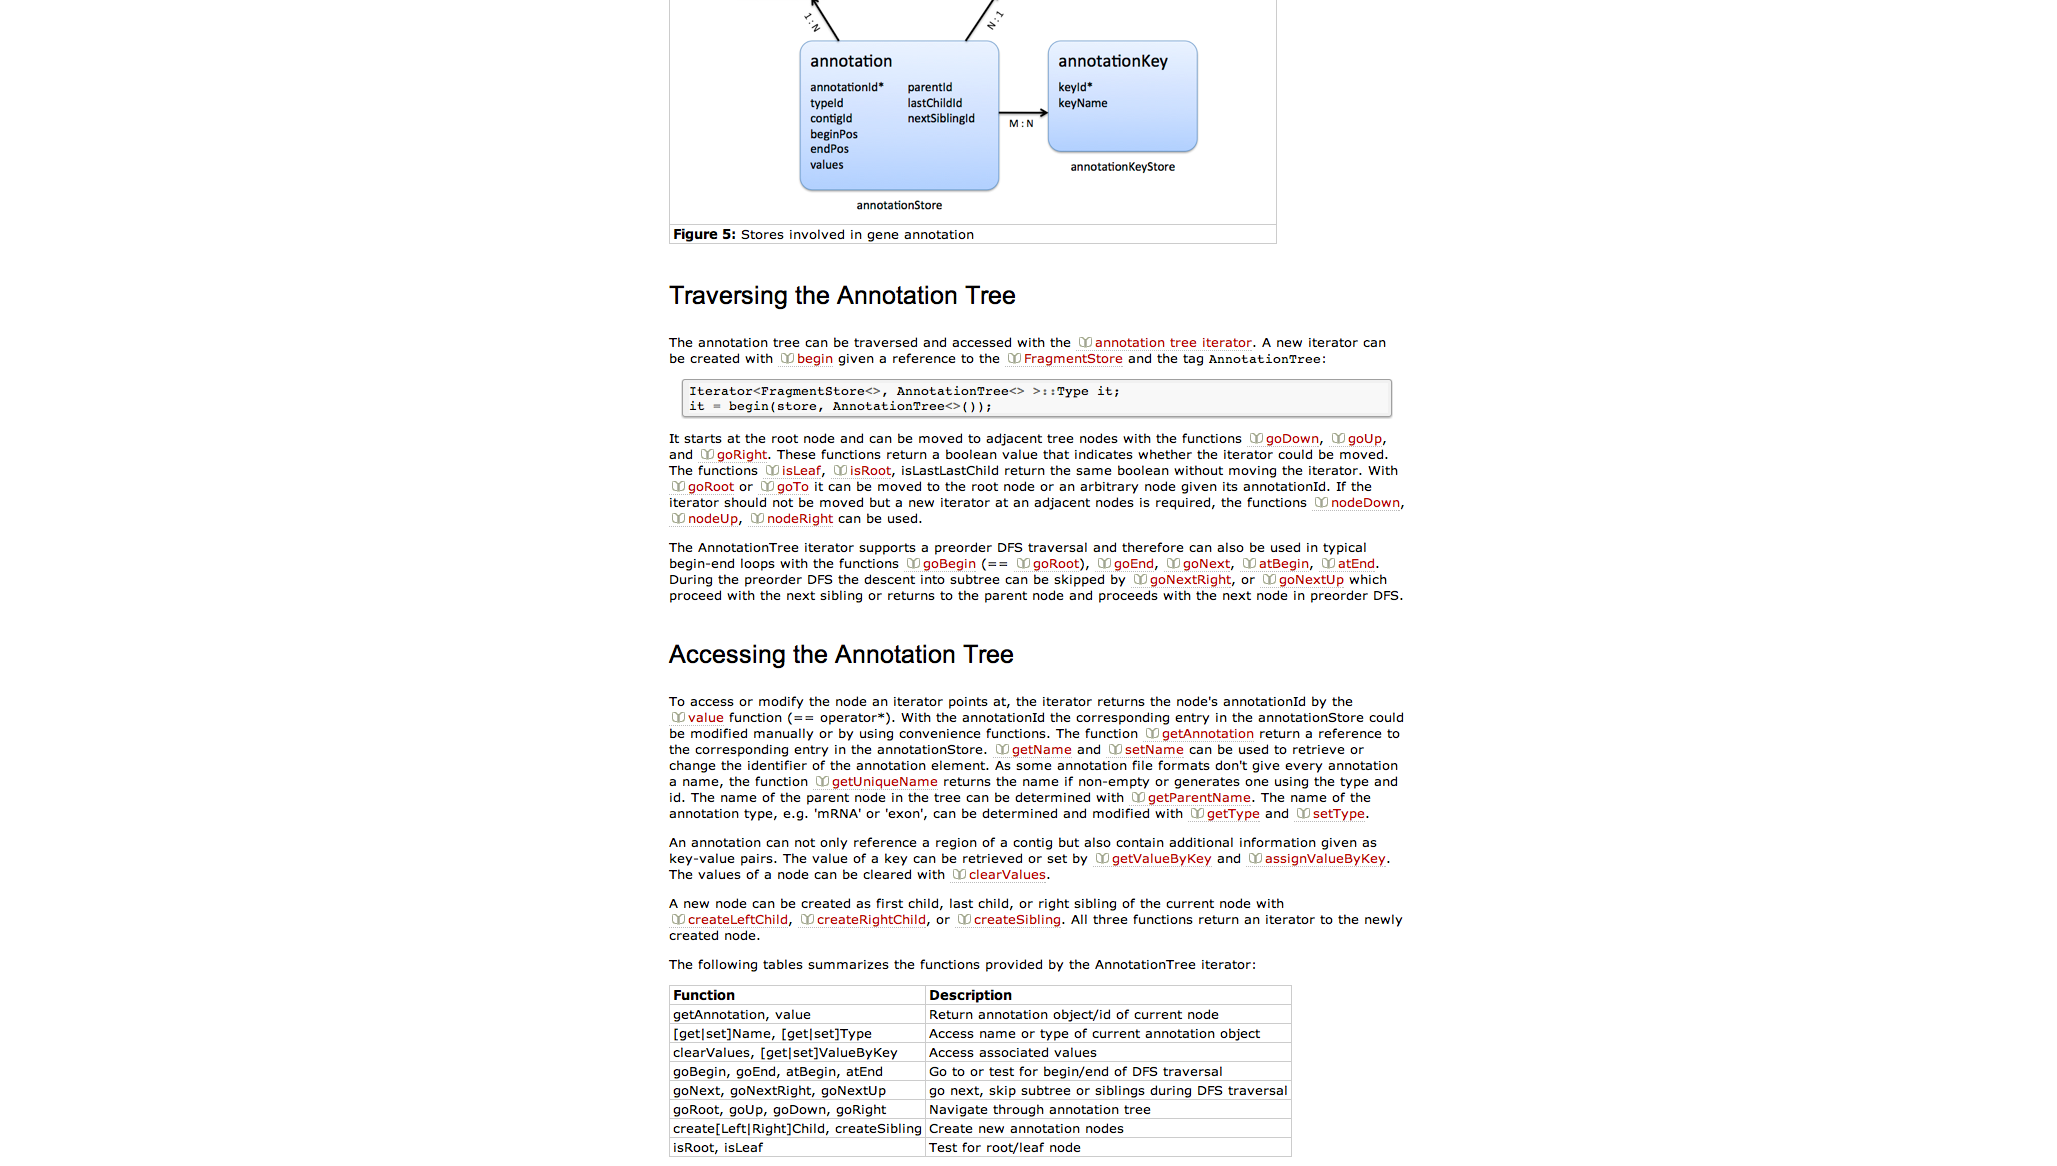 1:N
N:1
annotation
annotationId* parentId
typeId lastChildId
contigId nextSiblingId
beginPos
endPos
values
annotationStore
M:N
annotationKey
keyId*
keyName
annotationKeyStore
Figure 5: Stores involved in gene annotation
Traversing the Annotation Tree
The annotation tree can be traversed and accessed with the annotation tree iterator. A new iterator can
be created with begin given a reference to the FragmentStore and the tag AnnotationTree:
Iterator<FragmentStore<>, AnnotationTree<> >::Type it;
it = begin(store, AnnotationTree<>());
It starts at the root node and can be moved to adjacent tree nodes with the functions goDown, goUp,
and goRight. These functions return a boolean value that indicates whether the iterator could be moved.
The functions isLeaf, isRoot, isLastLastChild return the same boolean without moving the iterator. With
goRoot or goTo it can be moved to the root node or an arbitrary node given its annotationId. If the
iterator should not be moved but a new iterator at an adjacent nodes is required, the functions nodeDown,
nodeUp, nodeRight can be used.
The AnnotationTree iterator supports a preorder DFS traversal and therefore can also be used in typical
begin-end loops with the functions goBegin (== goRoot), goEnd, goNext, atBegin, atEnd.
During the preorder DFS the descent into subtree can be skipped by goNextRight, or goNextUp which
proceed with the next sibling or returns to the parent node and proceeds with the next node in preorder DFS.
Accessing the Annotation Tree
To access or modify the node an iterator points at, the iterator returns the node's annotationId by the
value function (== operator*). With the annotationId the corresponding entry in the annotationStore could
be modified manually or by using convenience functions. The function getAnnotation return a reference to
the corresponding entry in the annotationStore. getName and setName can be used to retrieve or
change the identifier of the annotation element. As some annotation file formats don't give every annotation
a name, the function getUniqueName returns the name if non-empty or generates one using the type and
id. The name of the parent node in the tree can be determined with getParentName. The name of the
annotation type, e.g. 'mRNA' or 'exon', can be determined and modified with getType and setType.
An annotation can not only reference a region of a contig but also contain additional information given as
key-value pairs. The value of a key can be retrieved or set by getValueByKey and assignValueByKey.
The values of a node can be cleared with clearValues.
A new node can be created as first child, last child, or right sibling of the current node with
createLeftChild, createRightChild, or createSibling. All three functions return an iterator to the newly
created node.
The following tables summarizes the functions provided by the AnnotationTree iterator:
Function Description
getAnnotation, value Return annotation object/id of current node
[get|set]Name, [get|set]Type Access name or type of current annotation object
clearValues, [get|set]ValueByKey Access associated values
goBegin, goEnd, atBegin, atEnd Go to or test for begin/end of DFS traversal
goNext, goNextRight, goNextUp go next, skip subtree or siblings during DFS traversal
goRoot, goUp, goDown, goRight Navigate through annotation tree
create[Left|Right]Child, createSibling Create new annotation nodes
isRoot, isLeaf Test for root/leaf node